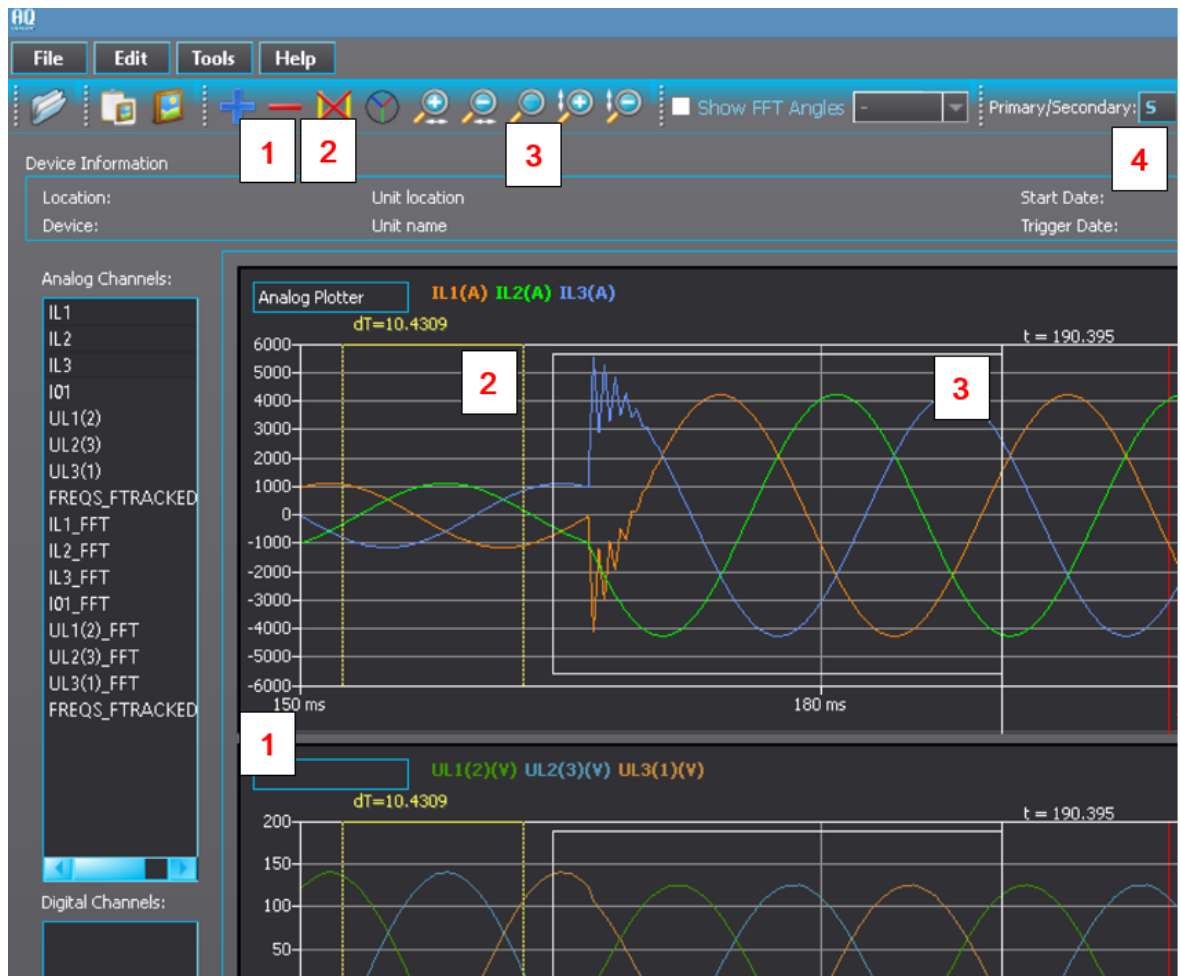 AQ
File Edit Tools Help
Show FFT Angles - Primary/Secondary: S
1 2 3 4
Device Information
Location: Unit location Start Date:
Device: Unit name Trigger Date:
Analog Channels:
IL1
IL2
IL3
I01
UL1(2)
UL2(3)
UL3(1)
FREQS_FTRACKED
IL1_FFT
IL2_FFT
IL3_FFT
I01_FFT
UL1(2)_FFT
UL2(3)_FFT
UL3(1)_FFT
FREQS_FTRACKED
Digital Channels:
Analog Plotter IL1(A) IL2(A) IL3(A)
dT=10.4309 t = 190.395
2 3
6000
5000
4000
3000
2000
1000
0
-1000
-2000
-3000
-4000
-5000
-6000
150 ms 180 ms
1
UL1(2)(V) UL2(3)(V) UL3(1)(V)
dT=10.4309 t = 190.395
200
150
100
50